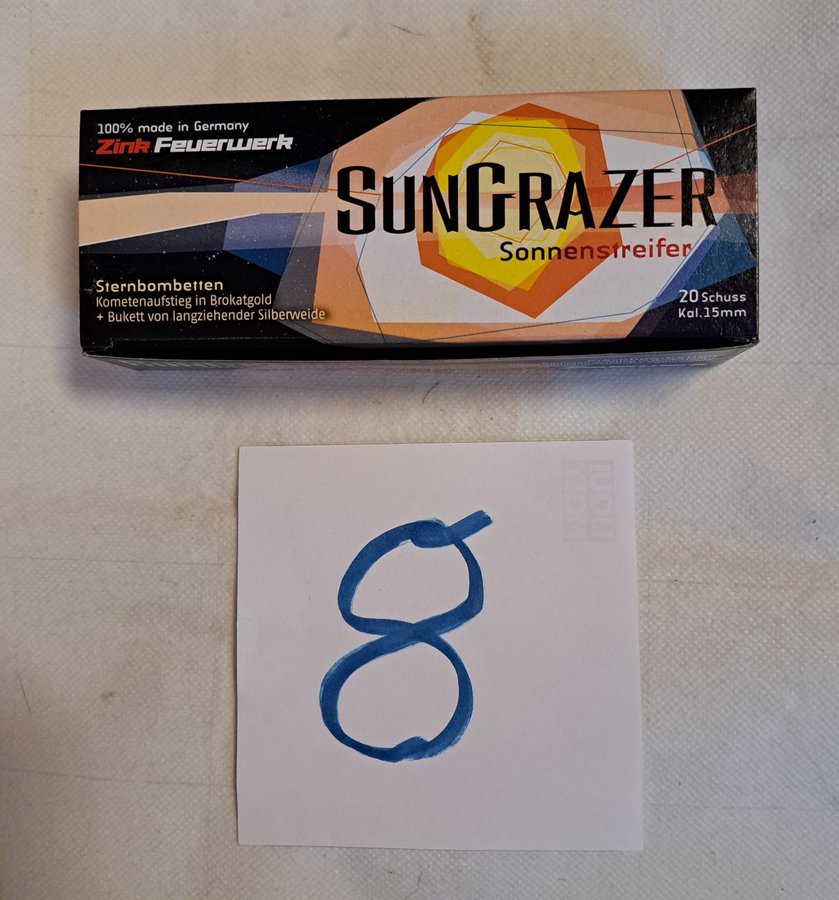 100% made in Germany
Zink Feuerwerk
SunGrazer
Sonnenstreifer
Sternbombetten
Kometenaufstieg in Brokatgold
+ Bukett von langziehender Silberweide
20 Schuss
Kal.15mm
8